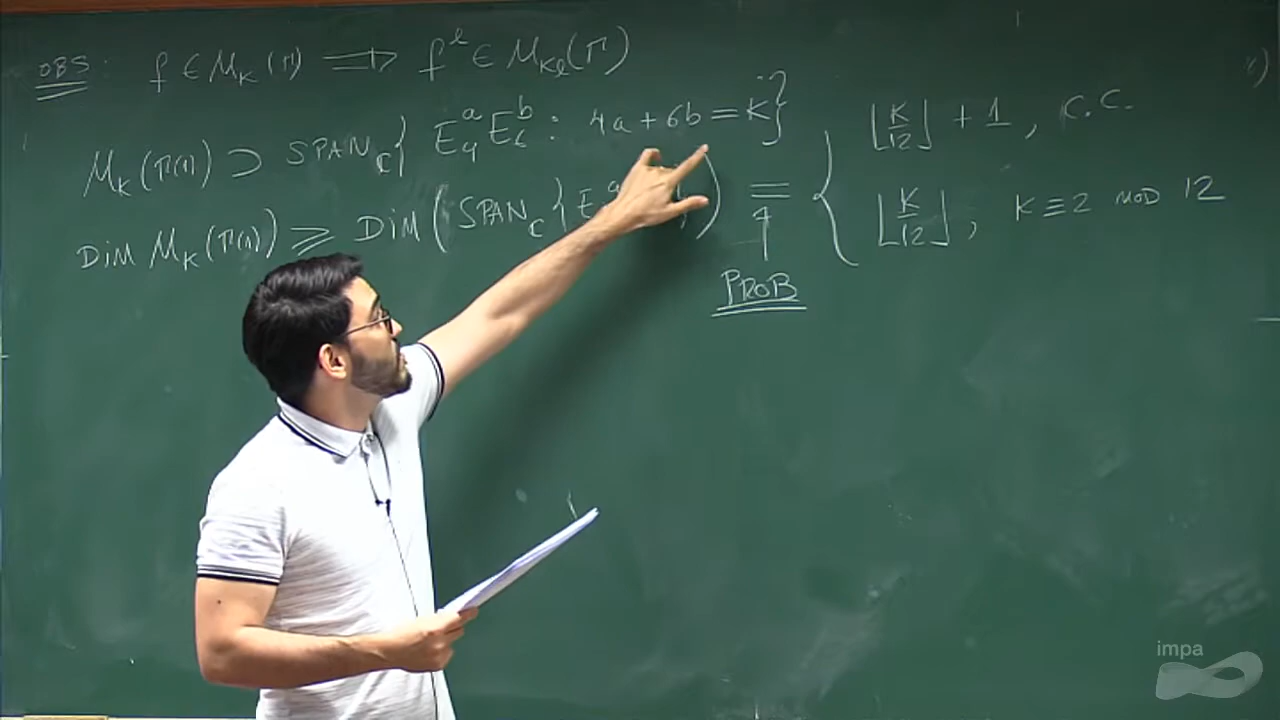 OBS: f ∈ M_K(Γ) ⟹ f^ℓ ∈ M_{Kℓ}(Γ)
M_K(Γ(1)) ⊃ SPAN_C{ E_4^a E_6^b : 4a + 6b = K }
DIM M_K(Γ(1)) ⩾ DIM ( SPAN_C { E ) = { ⌊K/12⌋ + 1, C.C.
⌊K/12⌋, K ≡ 2 MOD 12
PROB
impa